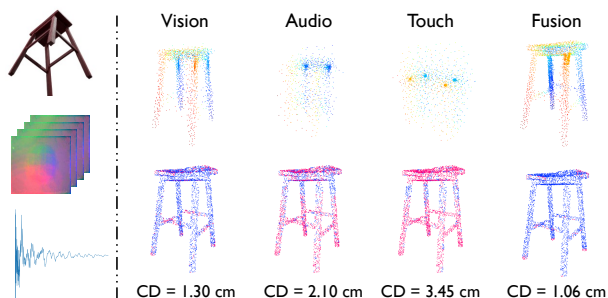 Vision Audio Touch Fusion
CD = 1.30 cm CD = 2.10 cm CD = 3.45 cm CD = 1.06 cm